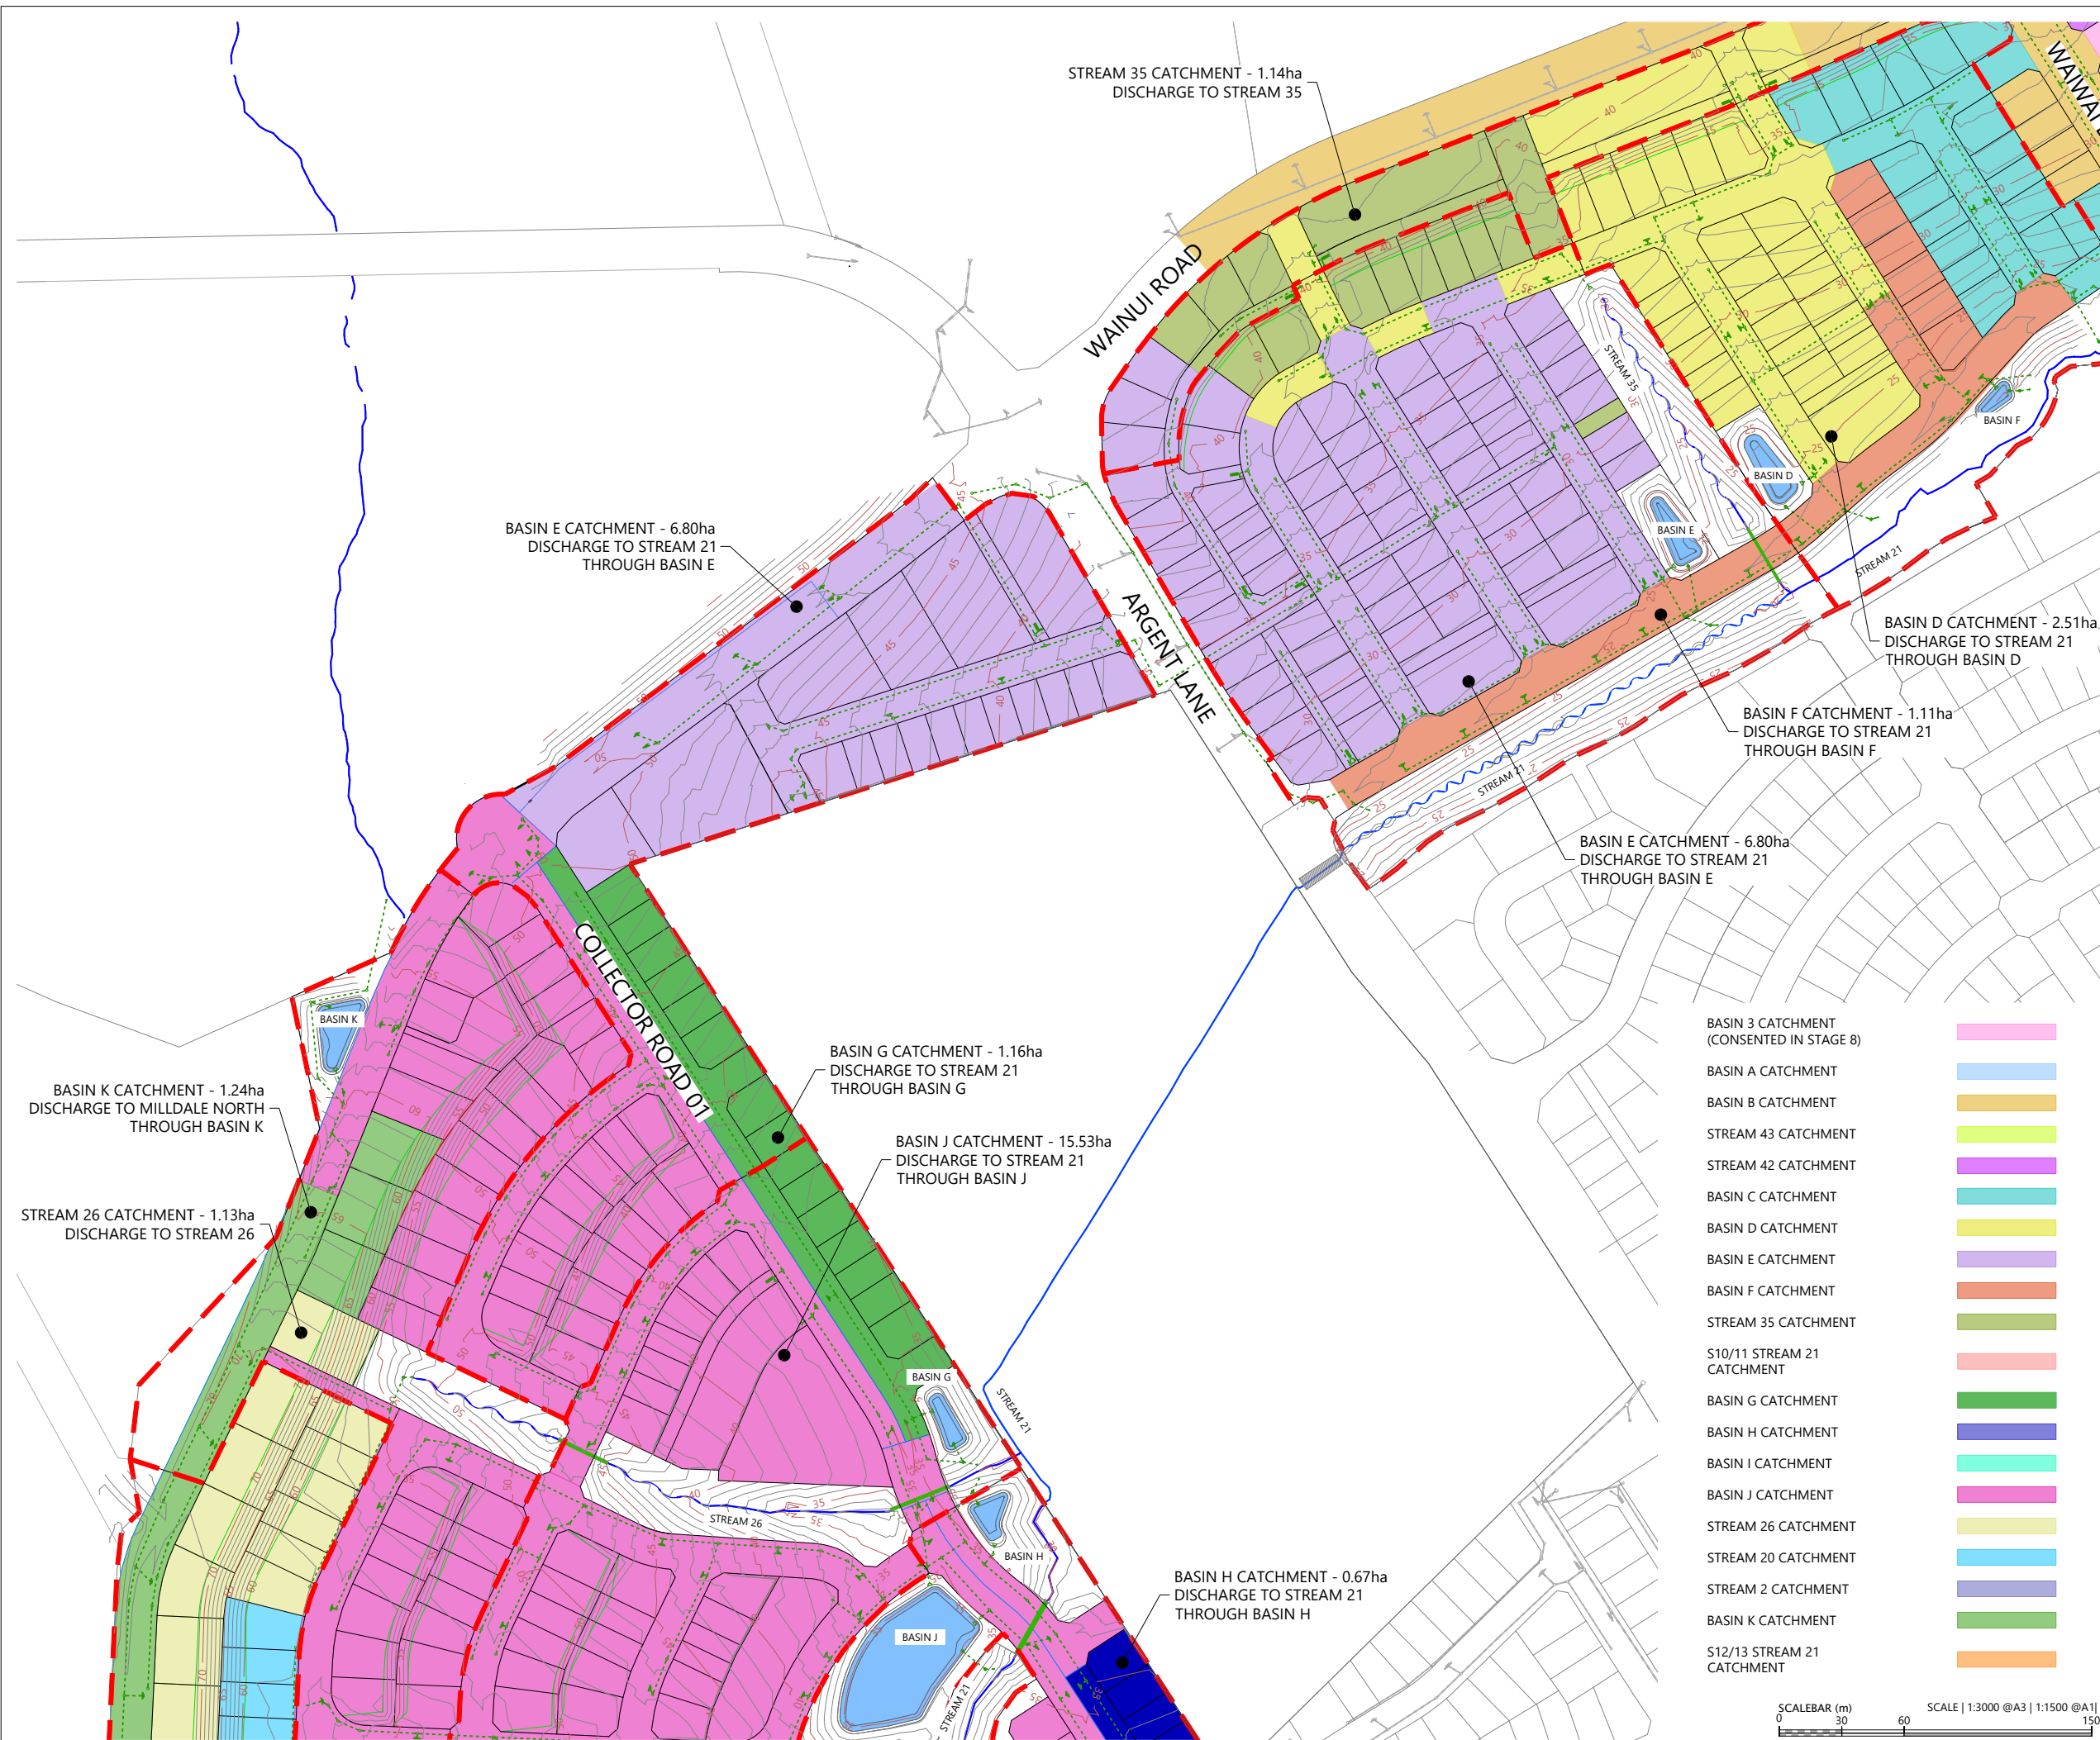 STREAM 35 CATCHMENT - 1.14ha
DISCHARGE TO STREAM 35
WAINUI ROAD
BASIN E CATCHMENT - 6.80ha
DISCHARGE TO STREAM 21
THROUGH BASIN E
ARGENT LANE
STREAM 35
BASIN D
BASIN E
BASIN F
STREAM 21
BASIN D CATCHMENT - 2.51ha
DISCHARGE TO STREAM 21
THROUGH BASIN D
BASIN F CATCHMENT - 1.11ha
DISCHARGE TO STREAM 21
THROUGH BASIN F
STREAM 21
BASIN E CATCHMENT - 6.80ha
DISCHARGE TO STREAM 21
THROUGH BASIN E
COLLECTOR ROAD 01
BASIN K
BASIN K CATCHMENT - 1.24ha
DISCHARGE TO MILLDALE NORTH
THROUGH BASIN K
BASIN G CATCHMENT - 1.16ha
DISCHARGE TO STREAM 21
THROUGH BASIN G
BASIN J CATCHMENT - 15.53ha
DISCHARGE TO STREAM 21
THROUGH BASIN J
STREAM 26 CATCHMENT - 1.13ha
DISCHARGE TO STREAM 26
BASIN G
STREAM 21
STREAM 26
BASIN H
BASIN J
STREAM 21
BASIN H CATCHMENT - 0.67ha
DISCHARGE TO STREAM 21
THROUGH BASIN H
BASIN 3 CATCHMENT
(CONSENTED IN STAGE 8)
BASIN A CATCHMENT
BASIN B CATCHMENT
STREAM 43 CATCHMENT
STREAM 42 CATCHMENT
BASIN C CATCHMENT
BASIN D CATCHMENT
BASIN E CATCHMENT
BASIN F CATCHMENT
STREAM 35 CATCHMENT
S10/11 STREAM 21
CATCHMENT
BASIN G CATCHMENT
BASIN H CATCHMENT
BASIN I CATCHMENT
BASIN J CATCHMENT
STREAM 26 CATCHMENT
STREAM 20 CATCHMENT
STREAM 2 CATCHMENT
BASIN K CATCHMENT
S12/13 STREAM 21
CATCHMENT
SCALEBAR (m)
SCALE | 1:3000 @A3 | 1:1500 @A1|
0 30 60 150